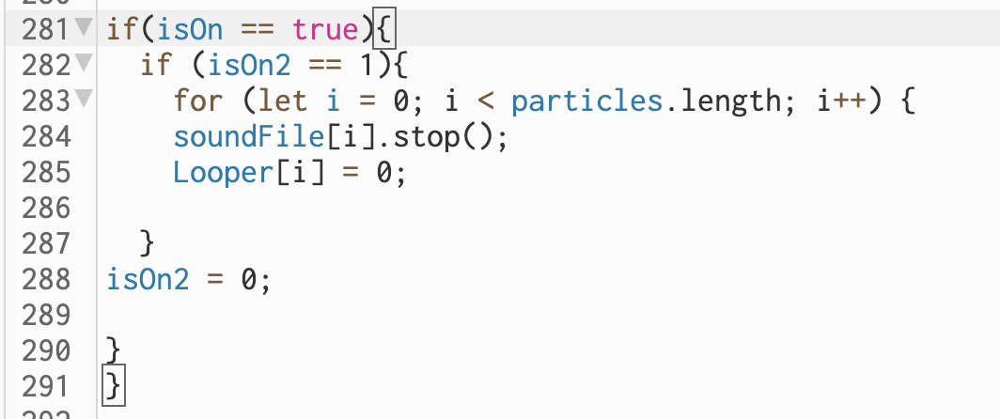 281 if(isOn == true){
282   if (isOn2 == 1){
283     for (let i = 0; i < particles.length; i++) {
284     soundFile[i].stop();
285     Looper[i] = 0;
286
287   }
288 isOn2 = 0;
289
290 }
291 }